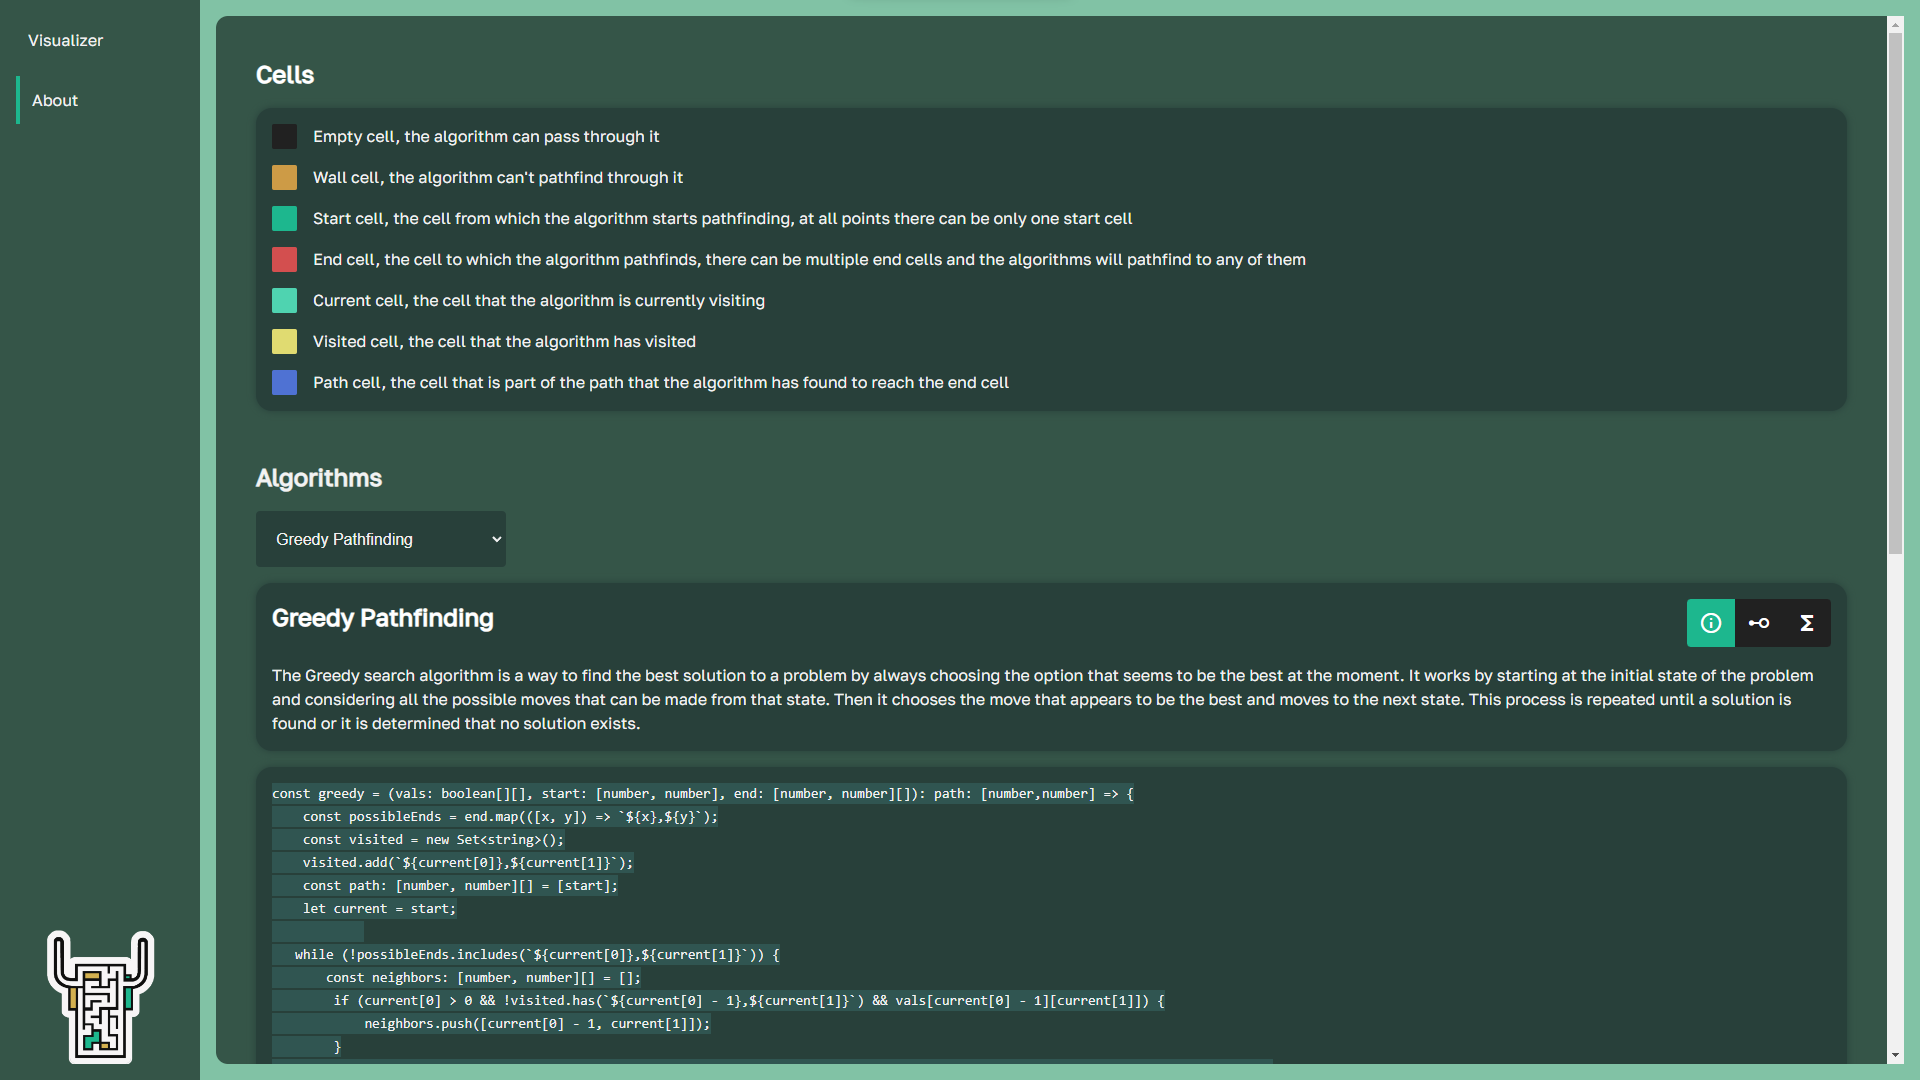 Visualizer
About
Cells
Empty cell, the algorithm can pass through it
Wall cell, the algorithm can't pathfind through it
Start cell, the cell from which the algorithm starts pathfinding, at all points there can be only one start cell
End cell, the cell to which the algorithm pathfinds, there can be multiple end cells and the algorithms will pathfind to any of them
Current cell, the cell that the algorithm is currently visiting
Visited cell, the cell that the algorithm has visited
Path cell, the cell that is part of the path that the algorithm has found to reach the end cell
Algorithms
Greedy Pathfinding
Greedy Pathfinding
Σ
The Greedy search algorithm is a way to find the best solution to a problem by always choosing the option that seems to be the best at the moment. It works by starting at the initial state of the problem
and considering all the possible moves that can be made from that state. Then it chooses the move that appears to be the best and moves to the next state. This process is repeated until a solution is
found or it is determined that no solution exists.
const greedy = (vals: boolean[][], start: [number, number], end: [number, number][]): path: [number,number] => {
const possibleEnds = end.map(([x, y]) => `${x},${y}`);
const visited = new Set<string>();
visited.add(`${current[0]},${current[1]}`);
const path: [number, number][] = [start];
let current = start;
while (!possibleEnds.includes(`${current[0]},${current[1]}`)) {
const neighbors: [number, number][] = [];
if (current[0] > 0 && !visited.has(`${current[0] - 1},${current[1]}`) && vals[current[0] - 1][current[1]]) {
neighbors.push([current[0] - 1, current[1]]);
}